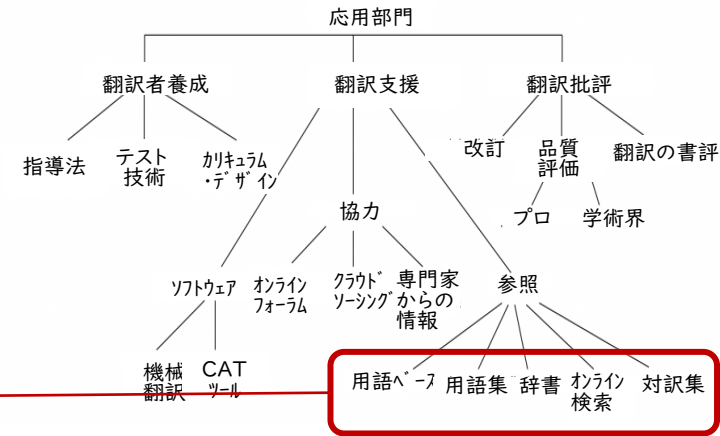 応用部門
翻訳者養成
翻訳支援
翻訳批評
指導法
テスト
技術
カリキュラム
・デザイン
改訂
品質
評価
翻訳の書評
協力
プロ
学術界
ソフトウェア
オンライン
フォーラム
クラウド
ソーシング
専門家
からの
情報
参照
機械
翻訳
CAT
ツール
用語ベース
用語集
辞書
オンライン
検索
対訳集